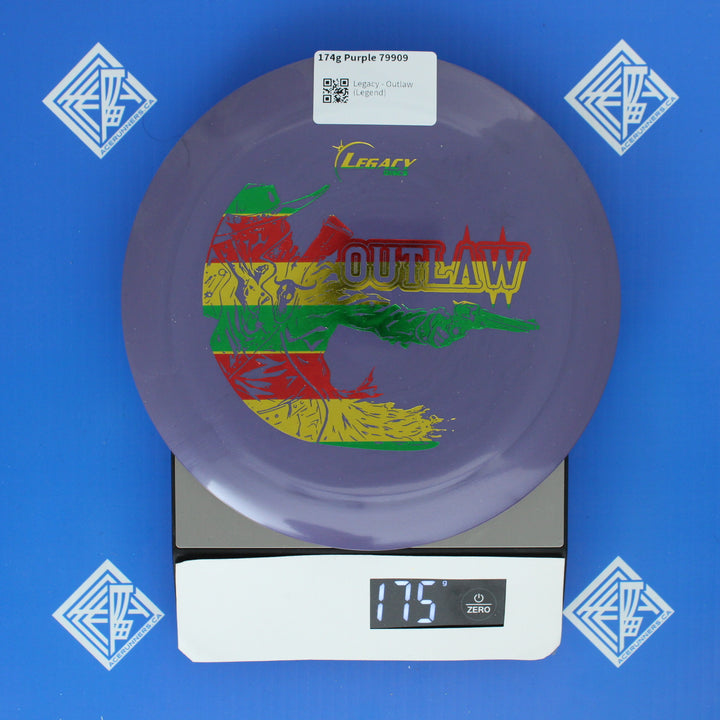 174g Purple 79909
Legacy - Outlaw
(Legend)
LEGACY
DISCS
OUTLAW
175 g
ZERO
ACERUNNERS.CA
ACERUNNERS.CA
ACERUNNERS.CA
ACERUNNERS.CA